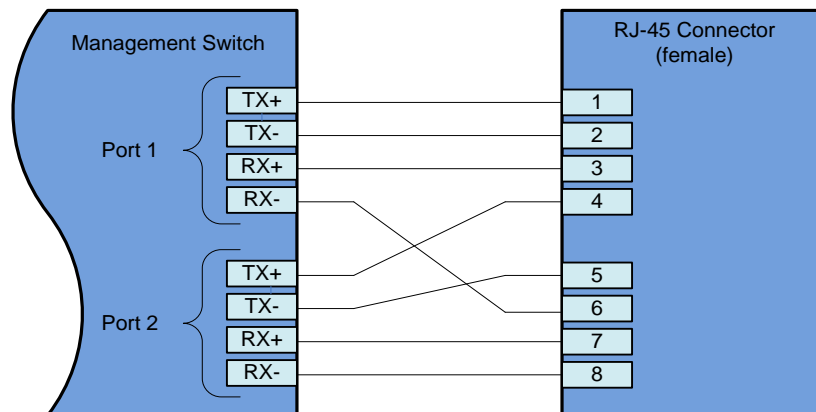 Management Switch
Port 1
TX+
TX-
RX+
RX-
Port 2
TX+
TX-
RX+
RX-
RJ-45 Connector
(female)
1
2
3
4
5
6
7
8